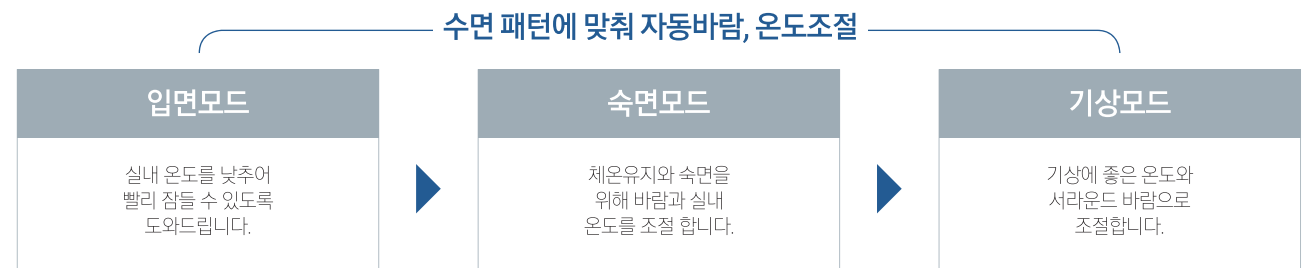 수면 패턴에 맞춰 자동바람, 온도조절
입면모드
실내 온도를 낮추어
빨리 잠들 수 있도록
도와드립니다.
숙면모드
체온유지와 숙면을
위해 바람과 실내
온도를 조절 합니다.
기상모드
기상에 좋은 온도와
서라운드 바람으로
조절합니다.